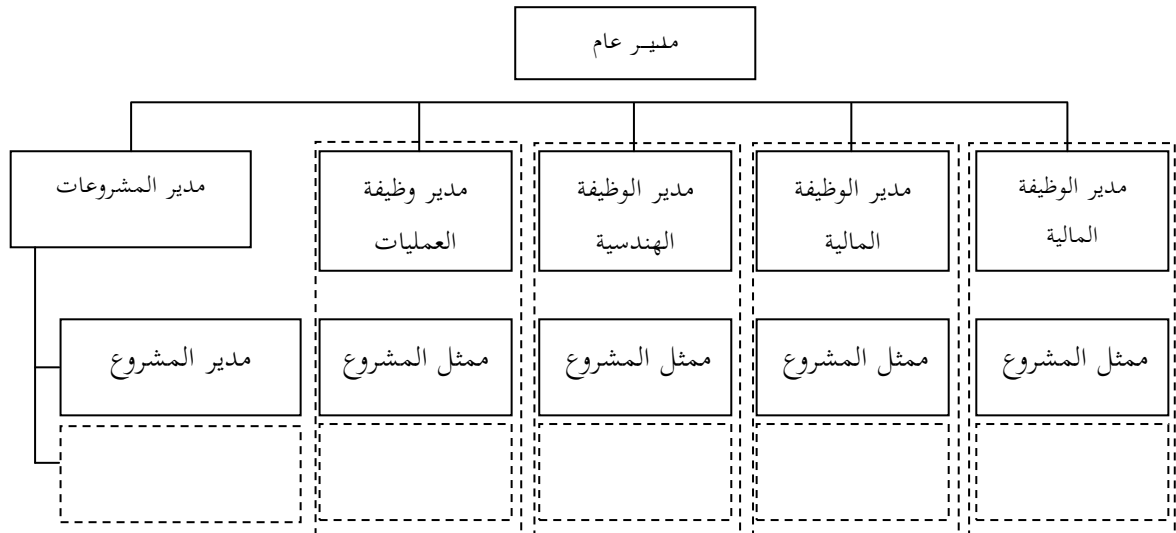 مديـر عام
مدير الوظيفة
المالية
مدير الوظيفة
المالية
مدير الوظيفة
الهندسية
مدير وظيفة
العمليات
مدير المشروعات
ممثل المشروع
ممثل المشروع
ممثل المشروع
ممثل المشروع
مدير المشروع